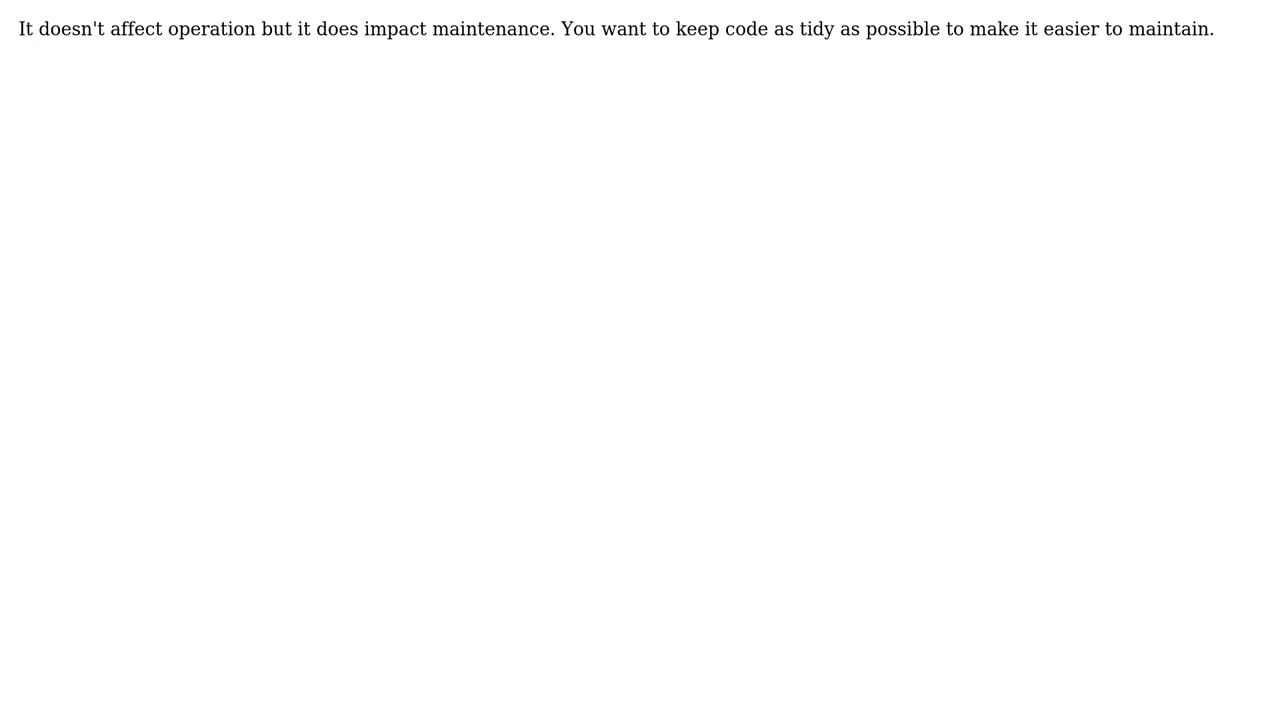 It doesn't affect operation but it does impact maintenance. You want to keep code as tidy as possible to make it easier to maintain.